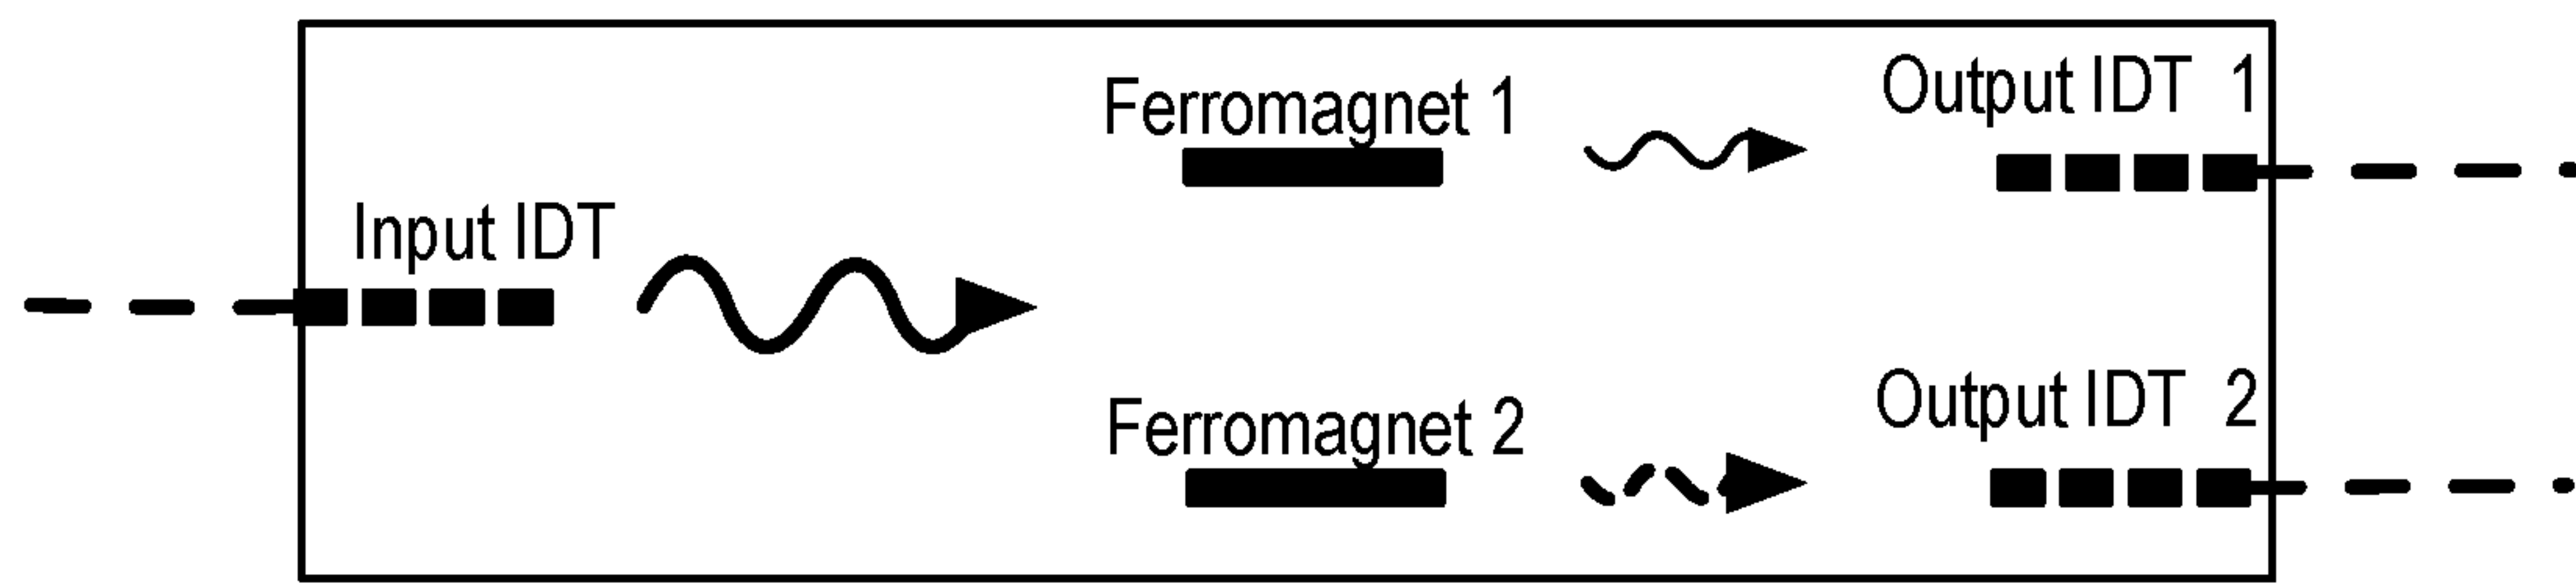 Ferromagnet 1
Output IDT 1
Input IDT
Ferromagnet 2
Output IDT 2